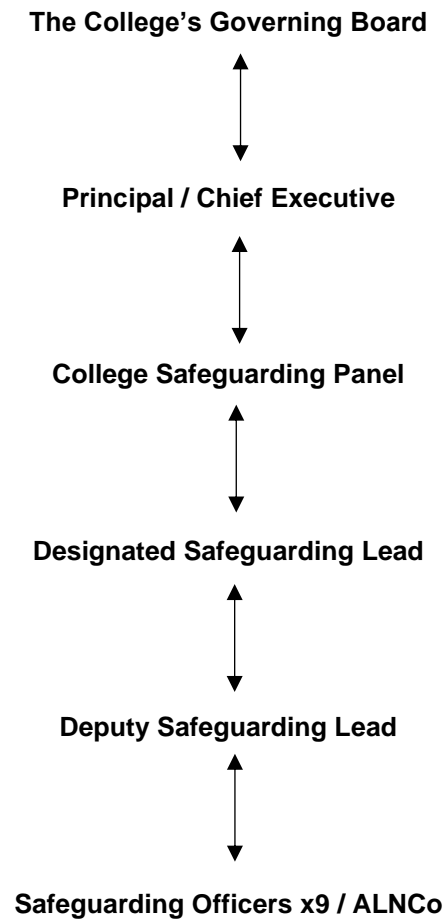 The College’s Governing Board
Principal / Chief Executive
College Safeguarding Panel
Designated Safeguarding Lead
Deputy Safeguarding Lead
Safeguarding Officers x9 / ALNCo